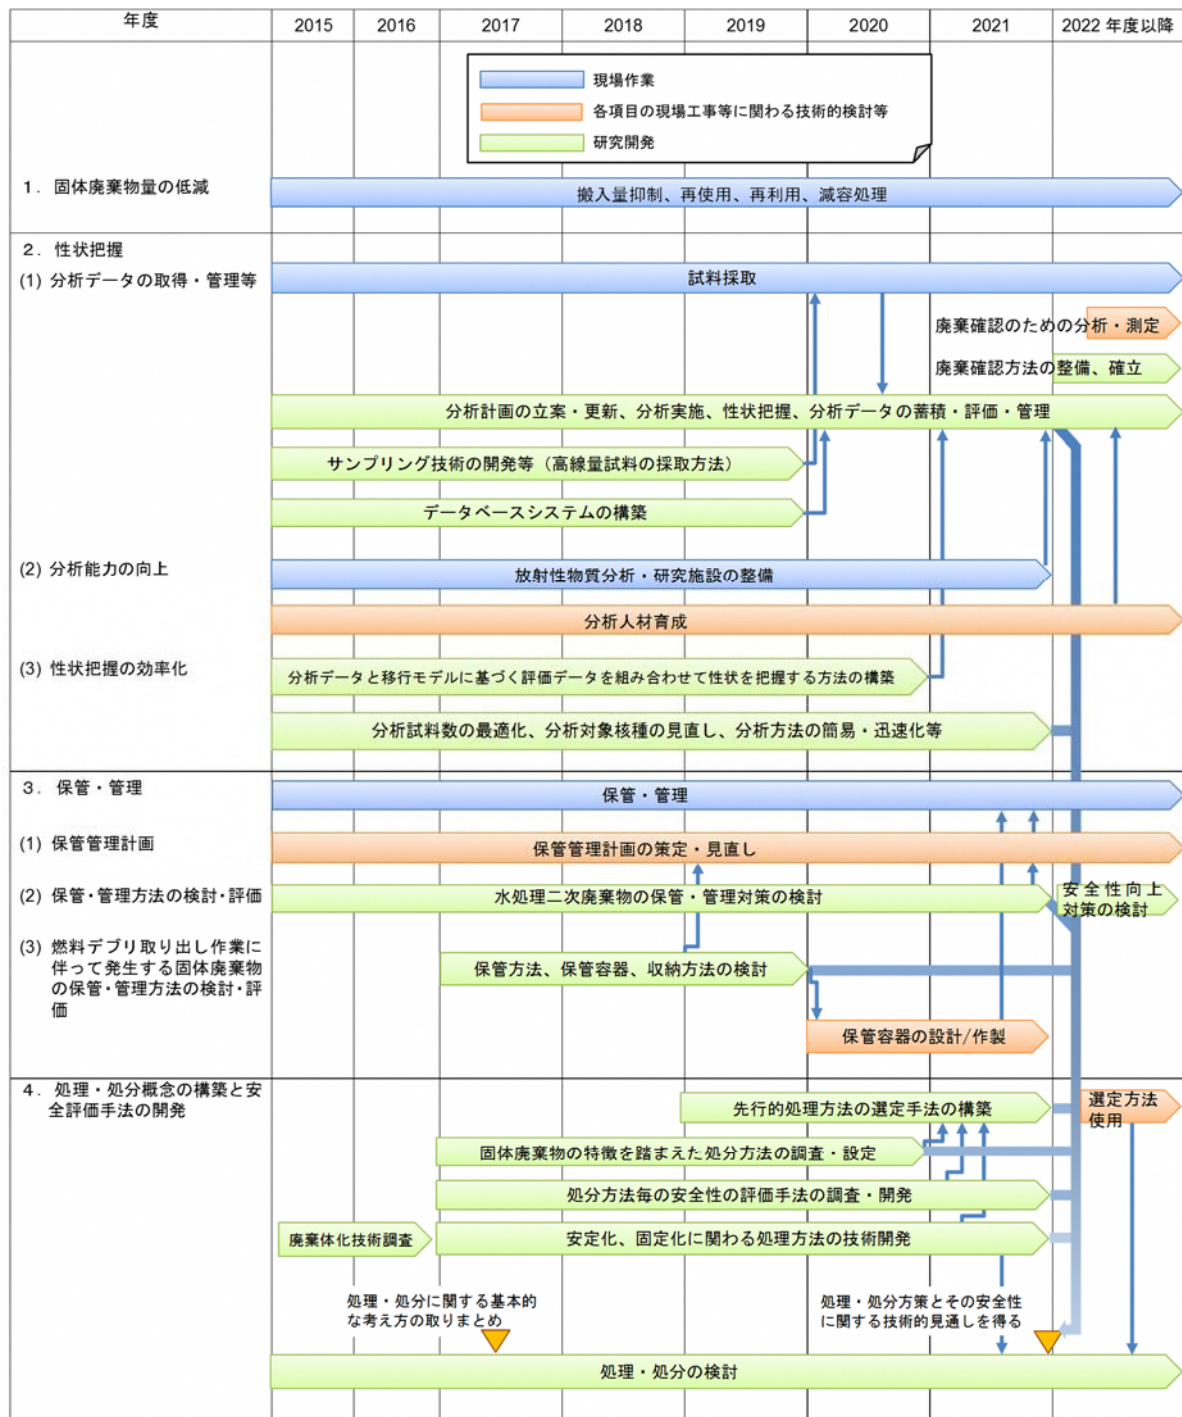 年度
2015
2016
2017
2018
2019
2020
2021
2022 年度以降
現場作業
各項目の現場工事等に関わる技術的検討等
研究開発
1. 固体廃棄物量の低減
搬入量抑制、再使用、再利用、減容処理
2. 性状把握
(1) 分析データの取得・管理等
試料採取
廃棄確認のための分析・測定
廃棄確認方法の整備、確立
分析計画の立案・更新、分析実施、性状把握、分析データの蓄積・評価・管理
サンプリング技術の開発等（高線量試料の採取方法）
データベースシステムの構築
(2) 分析能力の向上
放射性物質分析・研究施設の整備
分析人材育成
(3) 性状把握の効率化
分析データと移行モデルに基づく評価データを組み合わせて性状を把握する方法の構築
分析試料数の最適化、分析対象核種の見直し、分析方法の簡易・迅速化等
3. 保管・管理
保管・管理
(1) 保管管理計画
保管管理計画の策定・見直し
(2) 保管・管理方法の検討・評価
水処理二次廃棄物の保管・管理対策の検討
安全性向上
対策の検討
(3) 燃料デブリ取り出し作業に
伴って発生する固体廃棄物
の保管・管理方法の検討・評
価
保管方法、保管容器、収納方法の検討
保管容器の設計/作製
4. 処理・処分概念の構築と安
全評価手法の開発
先行的処理方法の選定手法の構築
選定方法
使用
固体廃棄物の特徴を踏まえた処分方法の調査・設定
処分方法毎の安全性の評価手法の調査・開発
廃棄体化技術調査
安定化、固定化に関わる処理方法の技術開発
処理・処分に関する基本的
な考え方の取りまとめ
処理・処分方策とその安全性
に関する技術的見通しを得る
処理・処分の検討